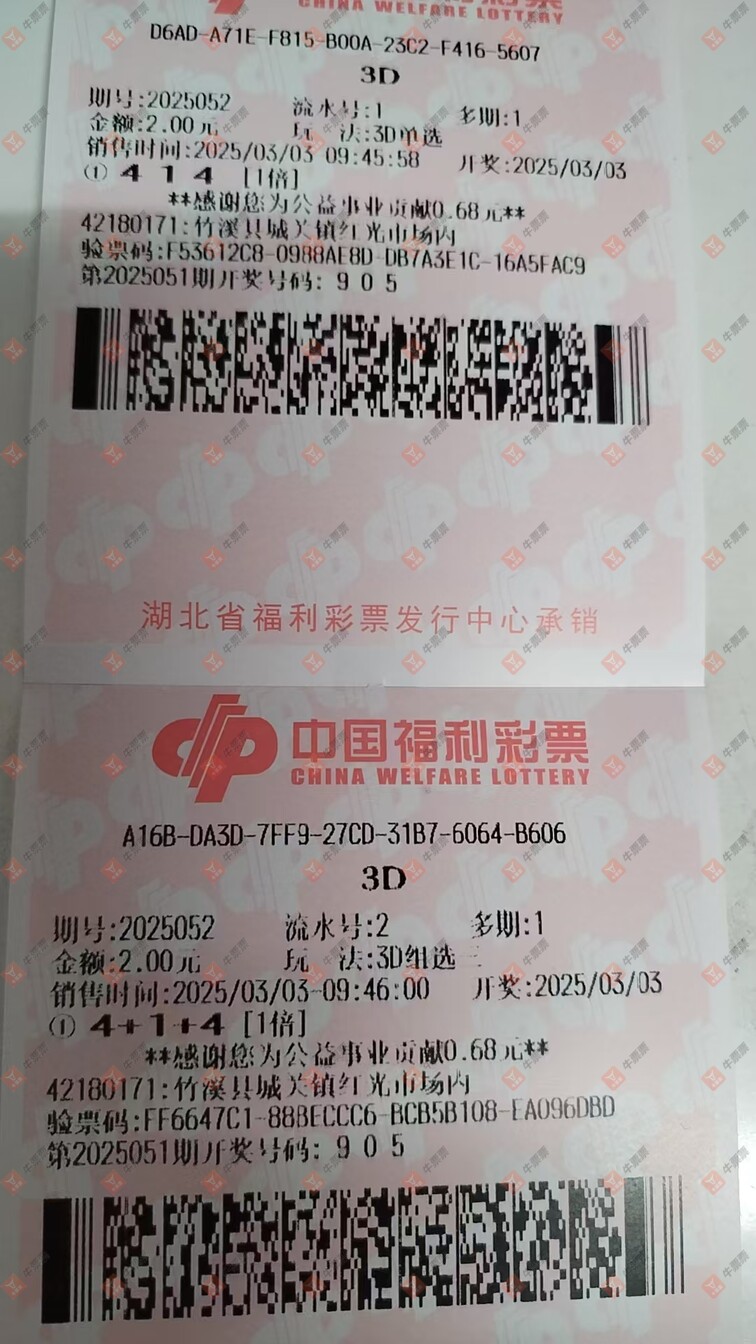 CHINA WELFARE LOTTERY
D6AD-A71E-F815-B00A-23C2-F416-5607
3D
期号:2025052 流水号:1 多期:1
金额:2.00元 玩 法:3D单选
销售时间:2025/03/03 09:45:58 开奖:2025/03/03
① 4 1 4 [1倍]
**感谢您为公益事业贡献0.68元**
42180171:竹溪县城关镇红光市场内
验票码:F53612C8-0988AE8D-DB7A3E1C-16A5FAC9
第2025051期开奖号码: 9 0 5
湖北省福利彩票发行中心承销
中国福利彩票
CHINA WELFARE LOTTERY
A16B-DA3D-7FF9-27CD-31B7-6064-B606
3D
期号:2025052 流水号:2 多期:1
金额:2.00元 玩 法:3D组选三
销售时间:2025/03/03-09:46:00 开奖:2025/03/03
① 4+1+4 [1倍]
**感谢您为公益事业贡献0.68元**
42180171:竹溪县城关镇红光市场内
验票码:FF6647C1-88BECCC6-BCB5B108-EA096DBD
第2025051期开奖号码: 9 0 5